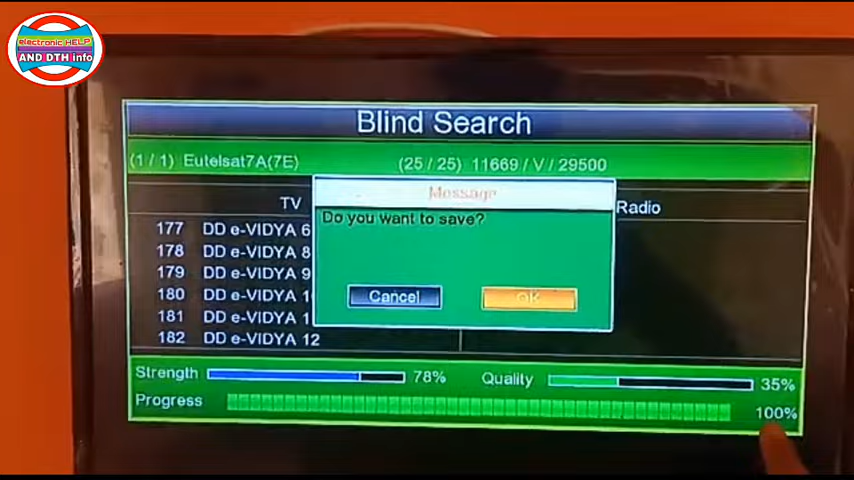 electronic HELP
AND DTH info
Blind Search
(1 / 1) Eutelsat7A(7E) (25 / 25) 11669 / V / 29500
Message
TV Radio
Do you want to save?
177 DD e-VIDYA 6
178 DD e-VIDYA 8
179 DD e-VIDYA 9
180 DD e-VIDYA 1
181 DD e-VIDYA 1
182 DD e-VIDYA 12
Cancel OK
Strength 78% Quality 35%
Progress 100%